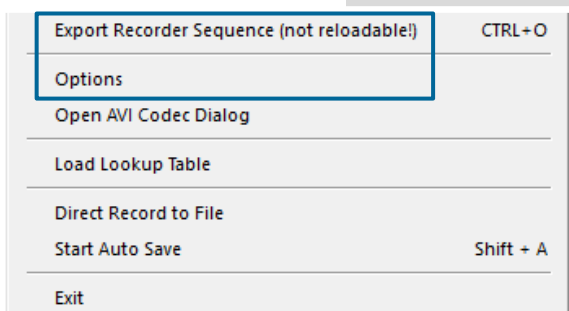 Export Recorder Sequence (not reloadable!) CTRL+O
Options
Open AVI Codec Dialog
Load Lookup Table
Direct Record to File
Start Auto Save Shift + A
Exit